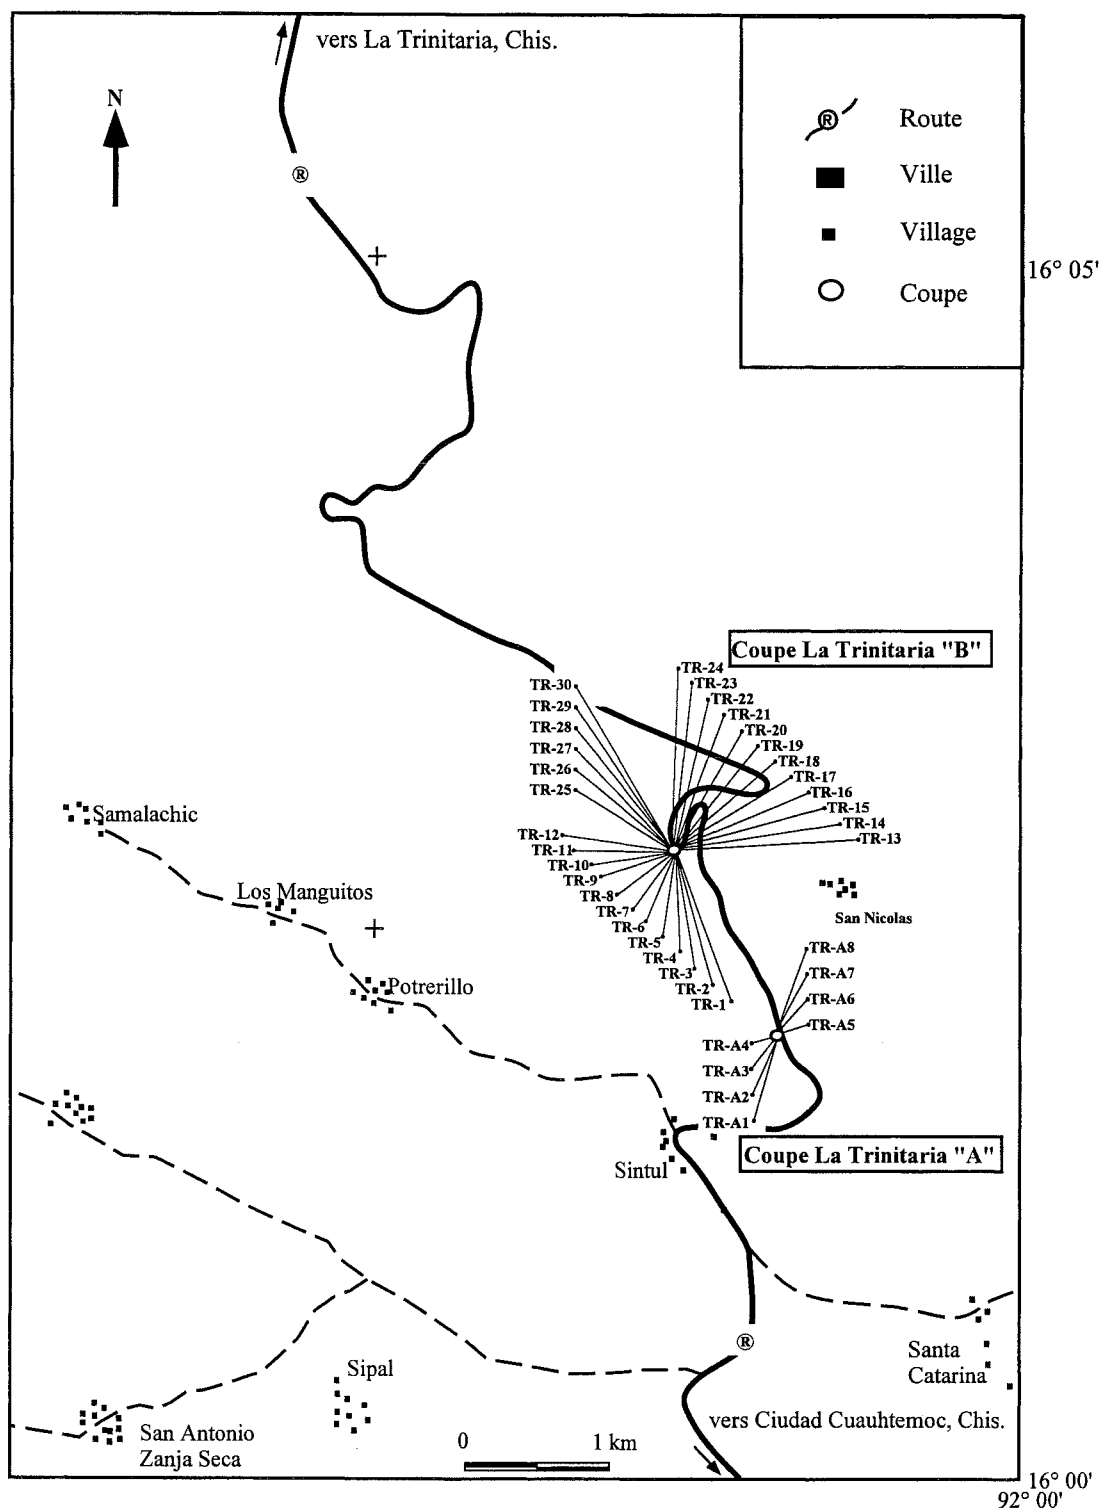 vers La Trinitaria, Chis.
N
®
® Route
Ville
Village
Coupe
16° 05'
Coupe La Trinitaria "B"
TR-24
TR-23
TR-22
TR-21
TR-20
TR-19
TR-18
TR-17
TR-16
TR-15
TR-14
TR-13
TR-30
TR-29
TR-28
TR-27
TR-26
TR-25
TR-12
TR-11
TR-10
TR-9
TR-8
TR-7
TR-6
TR-5
TR-4
TR-3
TR-2
TR-1
Samalachic
Los Manguitos
Potrerillo
San Nicolas
TR-A8
TR-A7
TR-A6
TR-A5
TR-A4
TR-A3
TR-A2
TR-A1
Coupe La Trinitaria "A"
Sintul
®
Santa
Catarina
Sipal
San Antonio
Zanja Seca
vers Ciudad Cuauhtemoc, Chis.
0 1 km
16° 00'
92° 00'